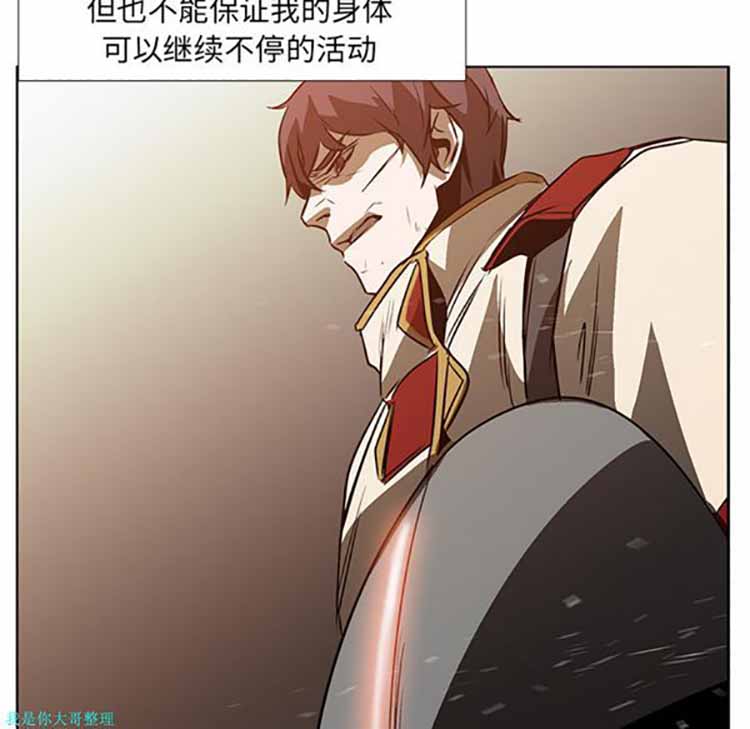 但也不能保证我的身体
可以继续不停的活动
我是你大哥整理